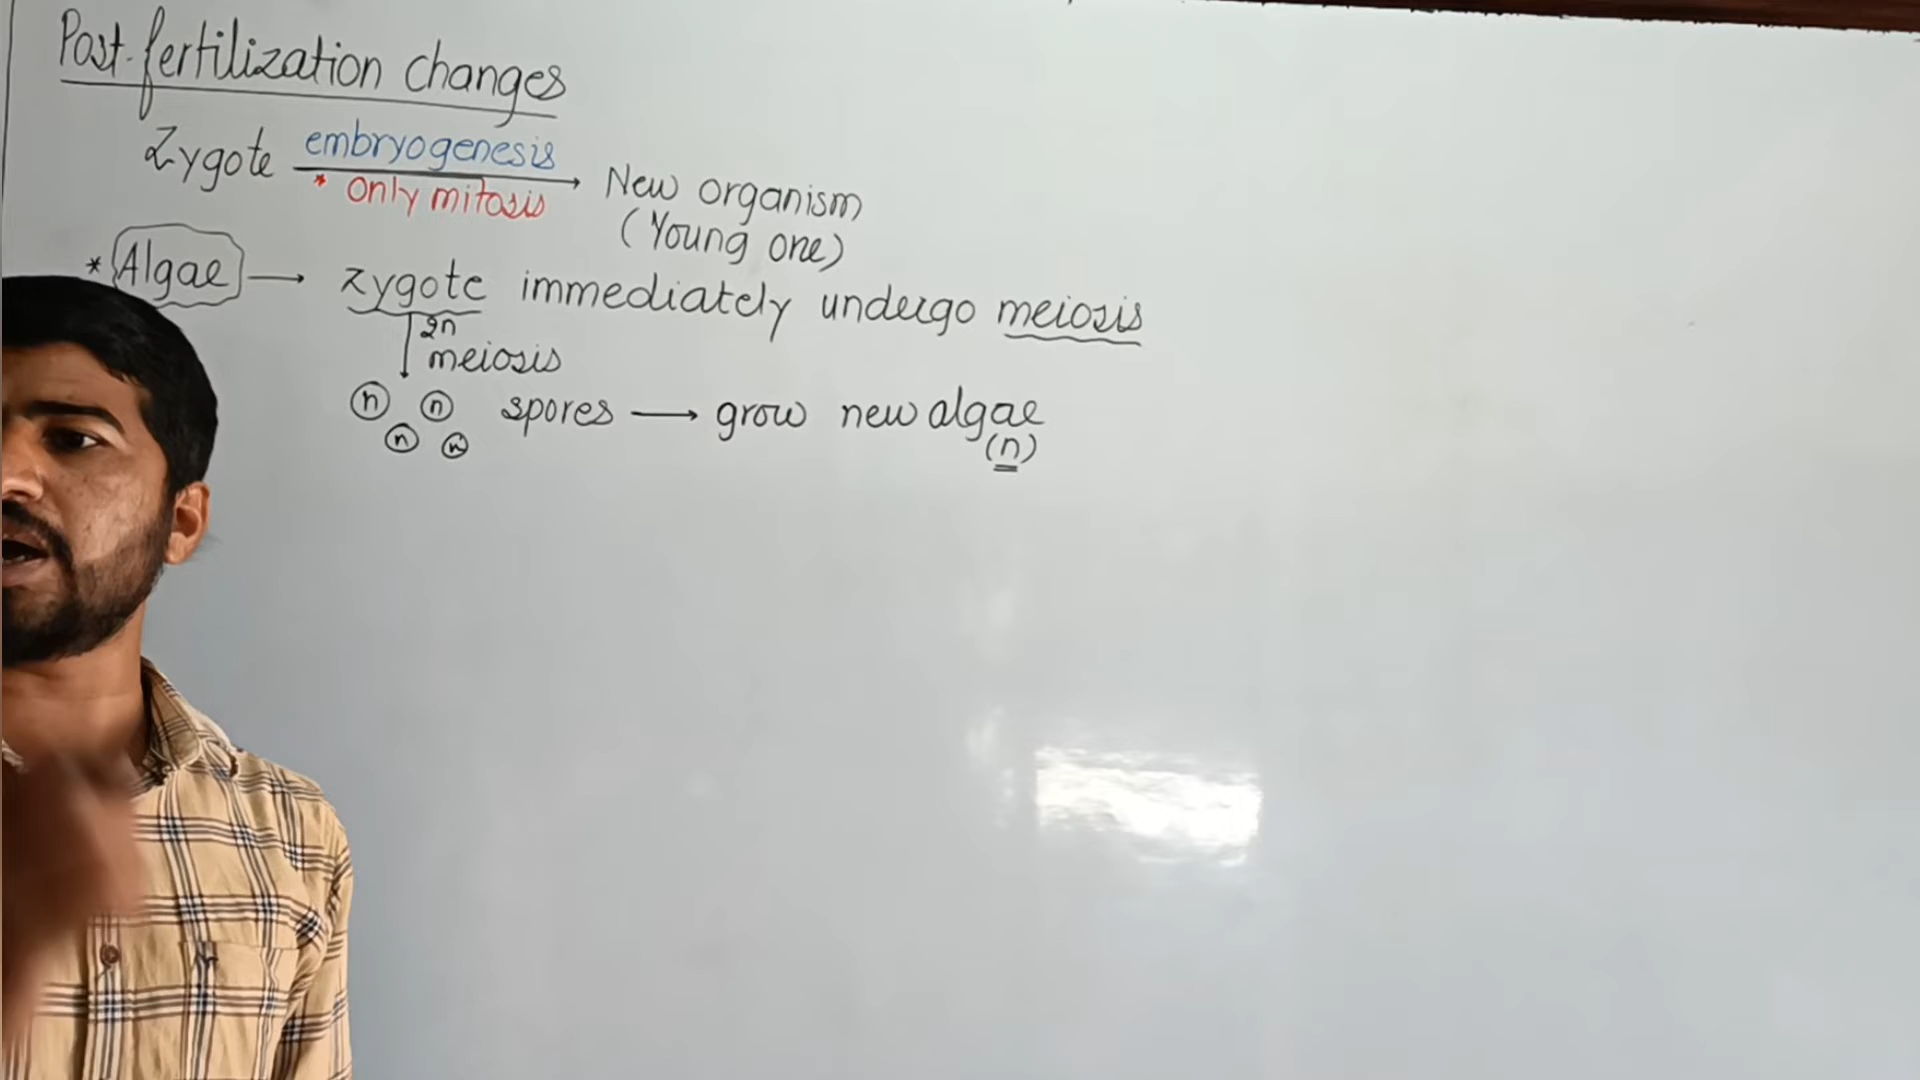 Post-fertilization changes
Zygote embryogenesis → New organism
* only mitosis
(Young one)
* Algae → zygote immediately undergo meiosis
2n
meiosis
n n spores → grow new algae
n n (n)